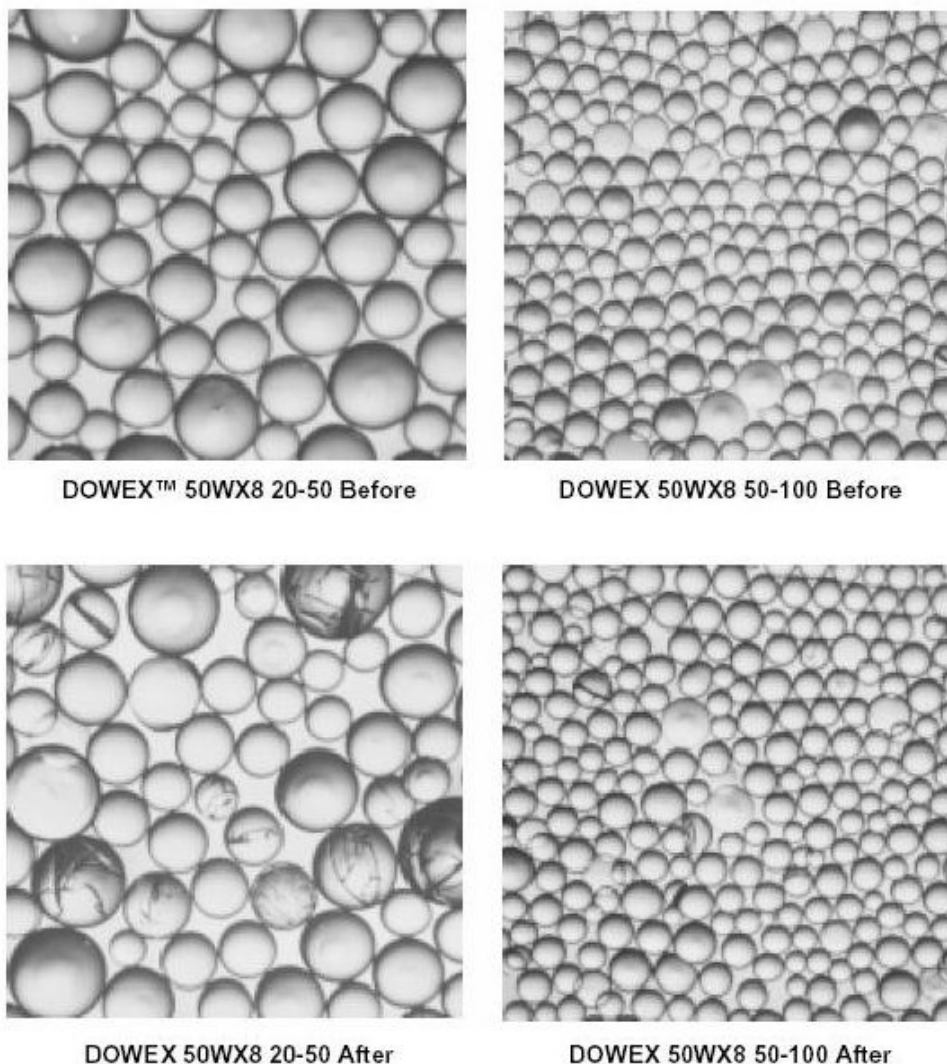 DOWEX™ 50WX8 20-50 Before
DOWEX 50WX8 50-100 Before
DOWEX 50WX8 20-50 After
DOWEX 50WX8 50-100 After